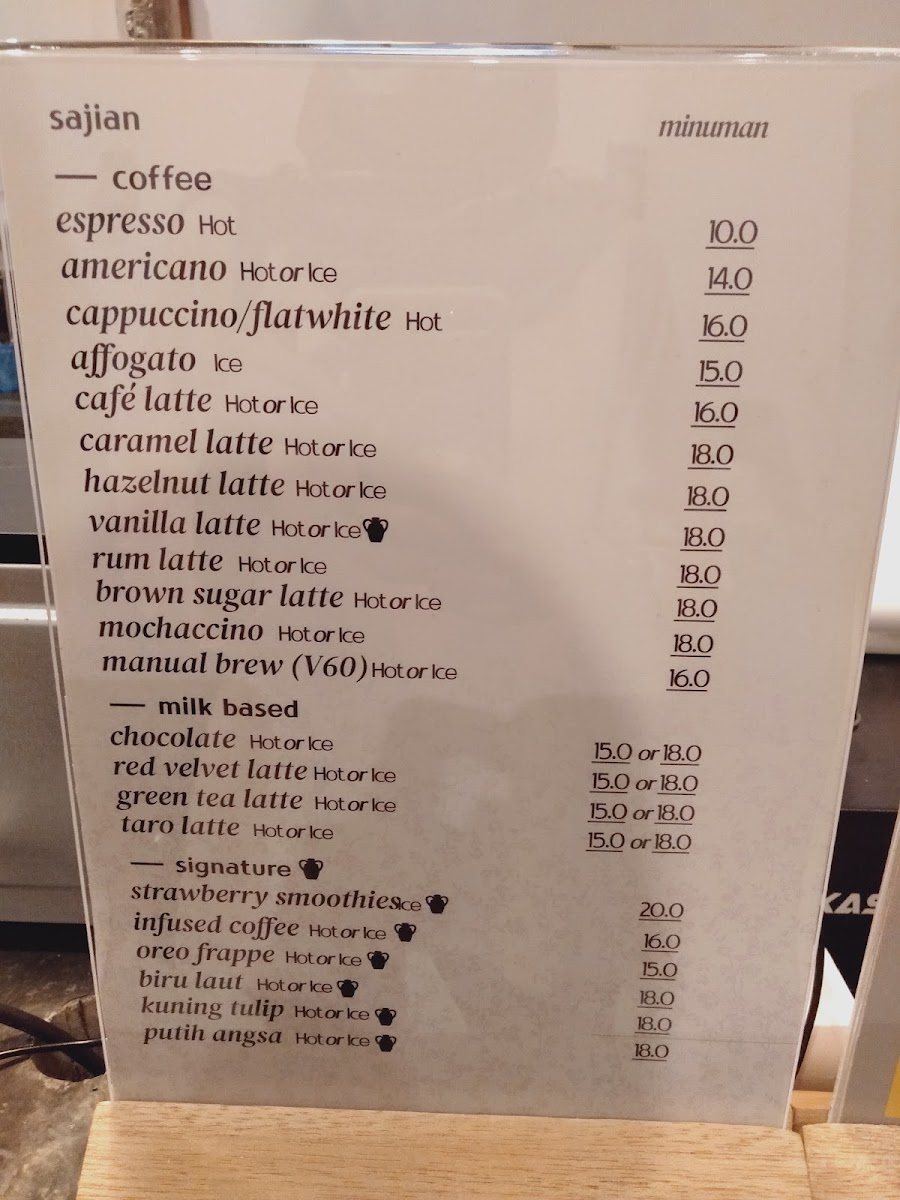 sajian minuman
— coffee
espresso Hot 10.0
americano Hot or Ice 14.0
cappuccino/flatwhite Hot 16.0
affogato Ice 15.0
café latte Hot or Ice 16.0
caramel latte Hot or Ice 18.0
hazelnut latte Hot or Ice 18.0
vanilla latte Hot or Ice 18.0
rum latte Hot or Ice 18.0
brown sugar latte Hot or Ice 18.0
mochaccino Hot or Ice 18.0
manual brew (V60) Hot or Ice 16.0
— milk based
chocolate Hot or Ice 15.0 or 18.0
red velvet latte Hot or Ice 15.0 or 18.0
green tea latte Hot or Ice 15.0 or 18.0
taro latte Hot or Ice 15.0 or 18.0
— signature
strawberry smoothies Ice 20.0
infused coffee Hot or Ice 16.0
oreo frappe Hot or Ice 15.0
biru laut Hot or Ice 18.0
kuning tulip Hot or Ice 18.0
putih angsa Hot or Ice 18.0